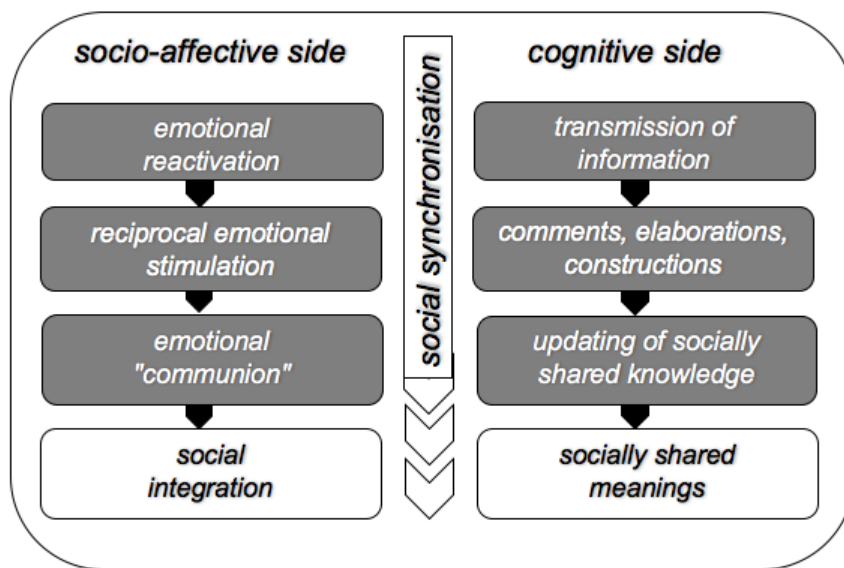 socio-affective side
emotional
reactivation
reciprocal emotional
stimulation
emotional
"communion"
social
integration
social synchronisation
cognitive side
transmission of
information
comments, elaborations,
constructions
updating of socially
shared knowledge
socially shared
meanings